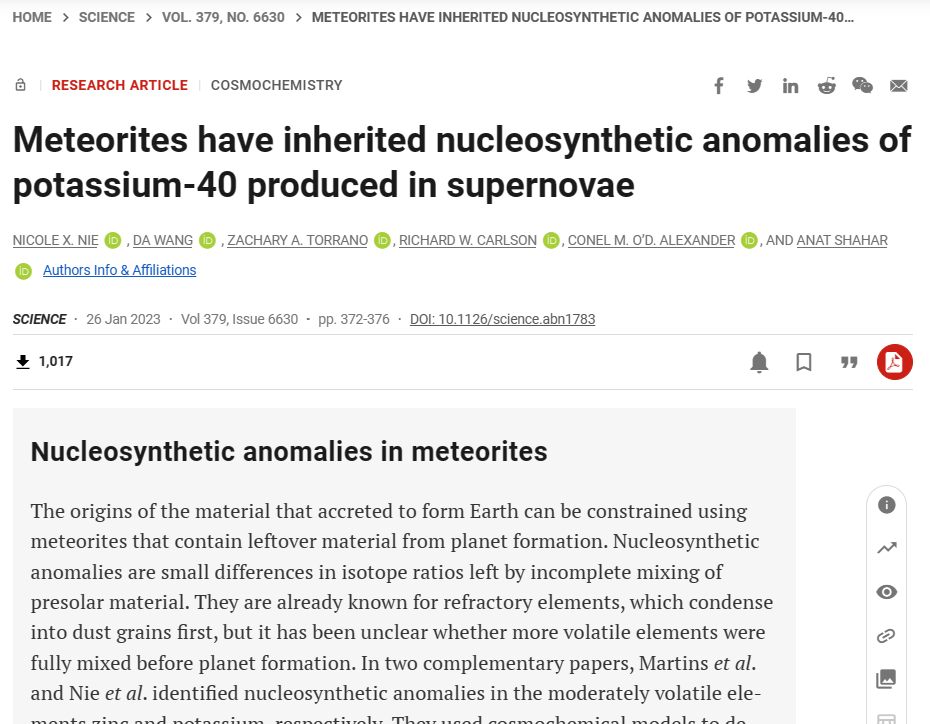 HOME > SCIENCE > VOL. 379, NO. 6630 > METEORITES HAVE INHERITED NUCLEOSYNTHETIC ANOMALIES OF POTASSIUM-40…
RESEARCH ARTICLE | COSMOCHEMISTRY
Meteorites have inherited nucleosynthetic anomalies of
potassium-40 produced in supernovae
NICOLE X. NIE iD , DA WANG iD , ZACHARY A. TORRANO iD , RICHARD W. CARLSON iD , CONEL M. O'D. ALEXANDER iD , AND ANAT SHAHAR
iD Authors Info & Affiliations
SCIENCE · 26 Jan 2023 · Vol 379, Issue 6630 · pp. 372-376 · DOI: 10.1126/science.abn1783
1,017
Nucleosynthetic anomalies in meteorites
The origins of the material that accreted to form Earth can be constrained using
meteorites that contain leftover material from planet formation. Nucleosynthetic
anomalies are small differences in isotope ratios left by incomplete mixing of
presolar material. They are already known for refractory elements, which condense
into dust grains first, but it has been unclear whether more volatile elements were
fully mixed before planet formation. In two complementary papers, Martins et al.
and Nie et al. identified nucleosynthetic anomalies in the moderately volatile ele-
ments zinc and potassium, respectively. They used cosmochemical models to de-